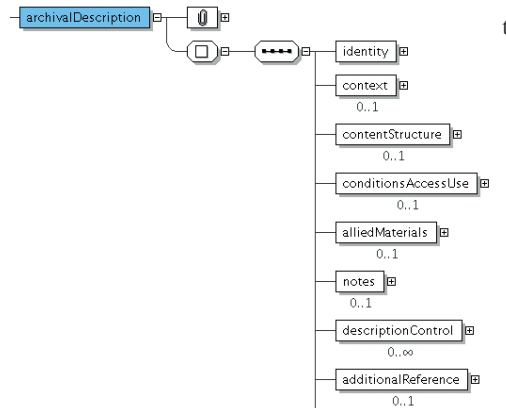 archivalDescription
t
identity
context
0..1
contentStructure
0..1
conditionsAccessUse
0..1
alliedMaterials
0..1
notes
0..1
descriptionControl
0..∞
additionalReference
0..1